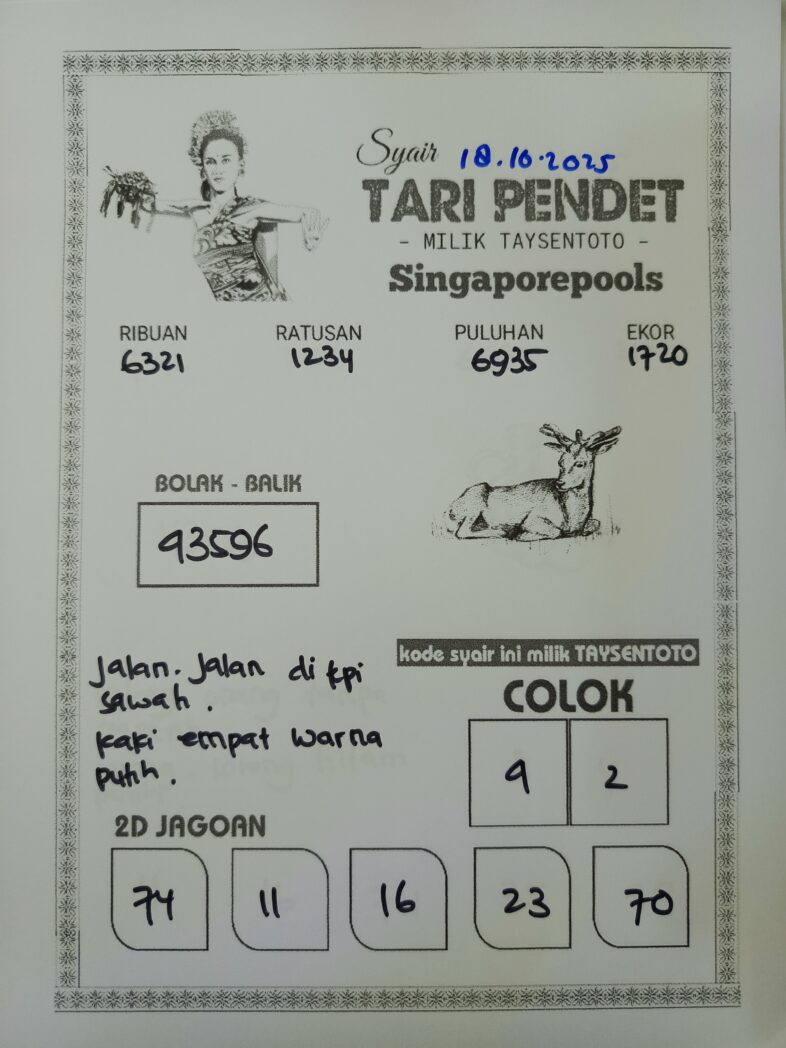 Syair 18.10.2025
TARI PENDET
- MILIK TAYSENTOTO -
Singaporepools
RIBUAN RATUSAN PULUHAN EKOR
6321 1234 6935 1720
BOLAK - BALIK
93596
kode syair ini milik TAYSENTOTO
Jalan. Jalan di tpi
sawah.
kaki empat warna
putih.
COLOK
9 2
2D JAGOAN
74 11 16 23 70